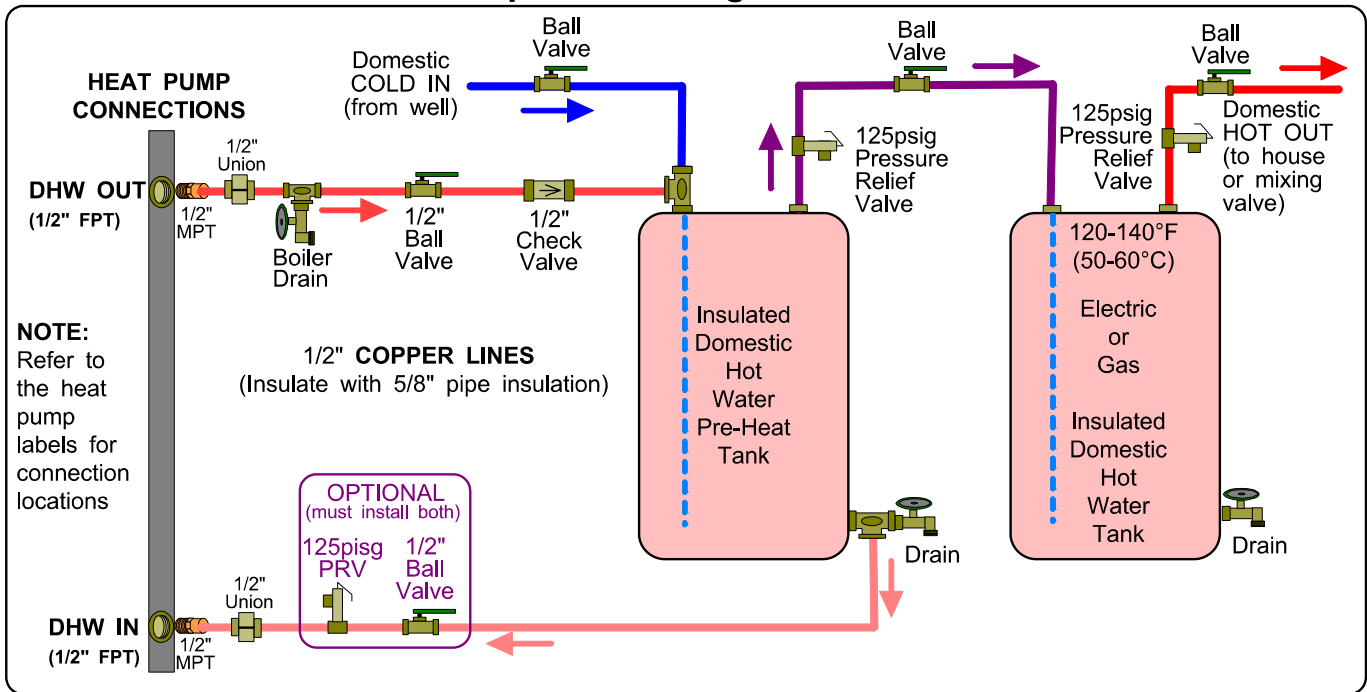 HEAT PUMP
CONNECTIONS
DHW OUT
(1/2" FPT)
1/2"
MPT
1/2"
Union
Boiler
Drain
1/2"
Ball
Valve
1/2"
Check
Valve
Domestic
COLD IN
(from well)
Ball
Valve
125psig
Pressure
Relief
Valve
Ball
Valve
125psig
Pressure
Relief
Valve
Ball
Valve
Domestic
HOT OUT
(to house
or mixing
valve)
NOTE:
Refer to
the heat
pump
labels for
connection
locations
1/2" COPPER LINES
(Insulate with 5/8" pipe insulation)
Insulated
Domestic
Hot
Water
Pre-Heat
Tank
Drain
120-140°F
(50-60°C)
Electric
or
Gas
Insulated
Domestic
Hot
Water
Tank
Drain
OPTIONAL
(must install both)
125pisg
PRV
1/2"
Ball
Valve
1/2"
Union
DHW IN
(1/2" FPT)
1/2"
MPT